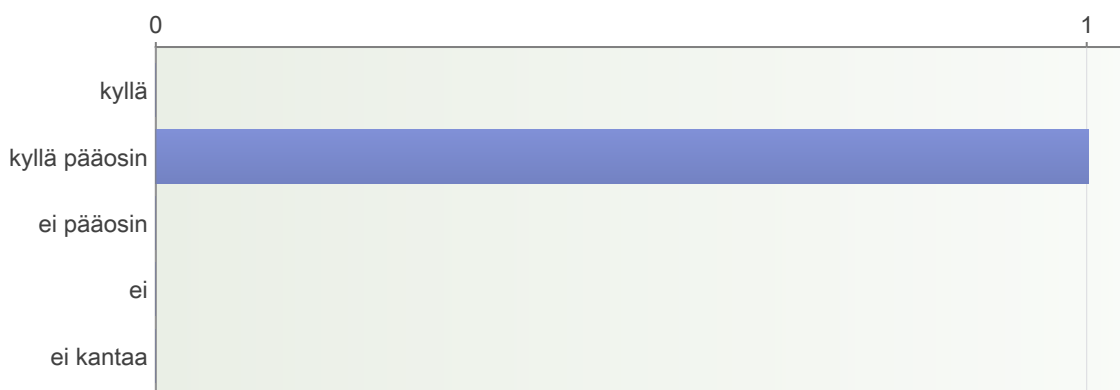 0 1
kyllä
kyllä pääosin
ei pääosin
ei
ei kantaa